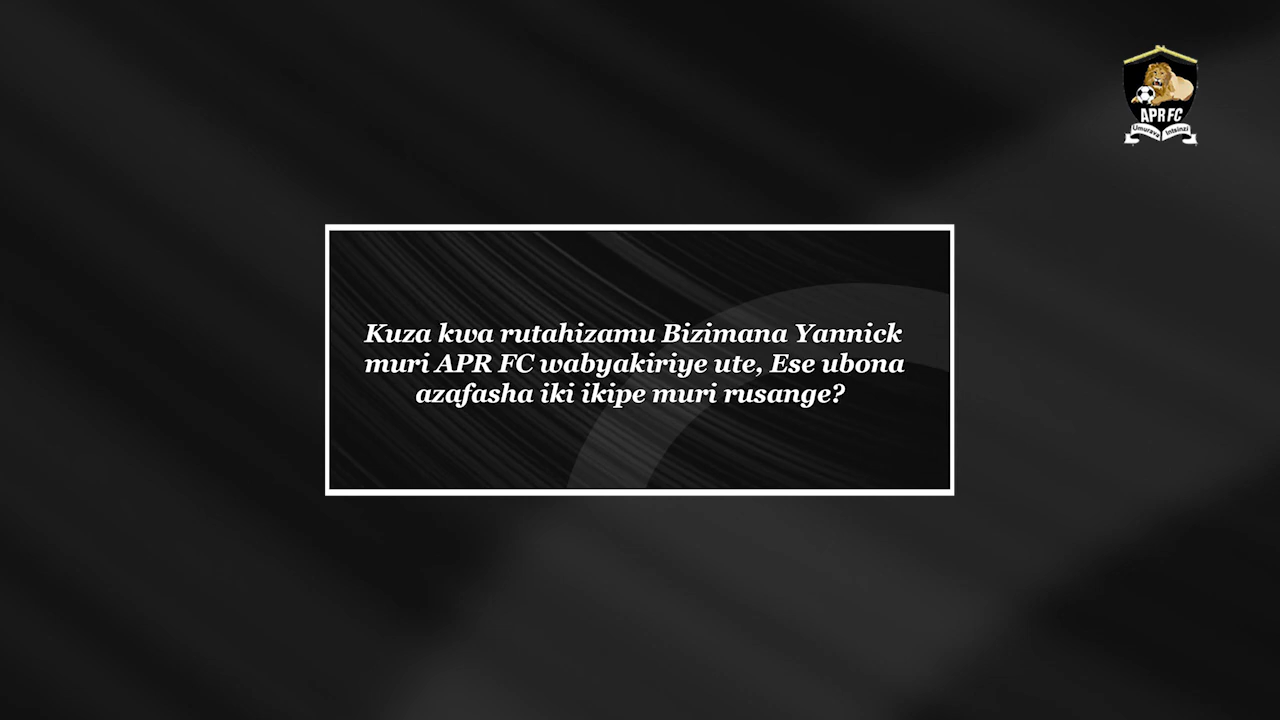 APR FC
Umurava Intsinzi
Kuza kwa rutahizamu Bizimana Yannick
muri APR FC wabyakiriye ute, Ese ubona
azafasha iki ikipe muri rusange?